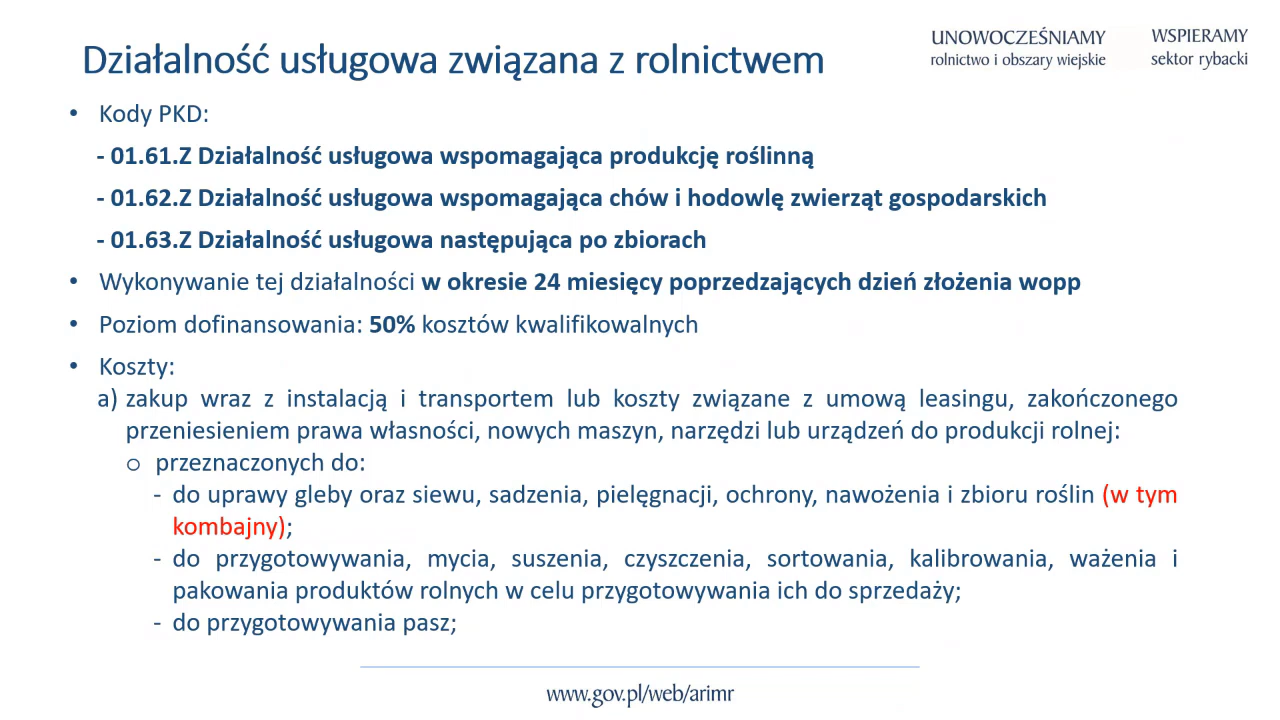 Działalność usługowa związana z rolnictwem
UNOWOCZEŚNIAMY
rolnictwo i obszary wiejskie
WSPIERAMY
sektor rybacki
• Kody PKD:
- 01.61.Z Działalność usługowa wspomagająca produkcję roślinną
- 01.62.Z Działalność usługowa wspomagająca chów i hodowlę zwierząt gospodarskich
- 01.63.Z Działalność usługowa następująca po zbiorach
• Wykonywanie tej działalności w okresie 24 miesięcy poprzedzających dzień złożenia wopp
• Poziom dofinansowania: 50% kosztów kwalifikowalnych
• Koszty:
a) zakup wraz z instalacją i transportem lub koszty związane z umową leasingu, zakończonego
przeniesieniem prawa własności, nowych maszyn, narzędzi lub urządzeń do produkcji rolnej:
o przeznaczonych do:
- do uprawy gleby oraz siewu, sadzenia, pielęgnacji, ochrony, nawożenia i zbioru roślin (w tym
kombajny);
- do przygotowywania, mycia, suszenia, czyszczenia, sortowania, kalibrowania, ważenia i
pakowania produktów rolnych w celu przygotowywania ich do sprzedaży;
- do przygotowywania pasz;
www.gov.pl/web/arimr